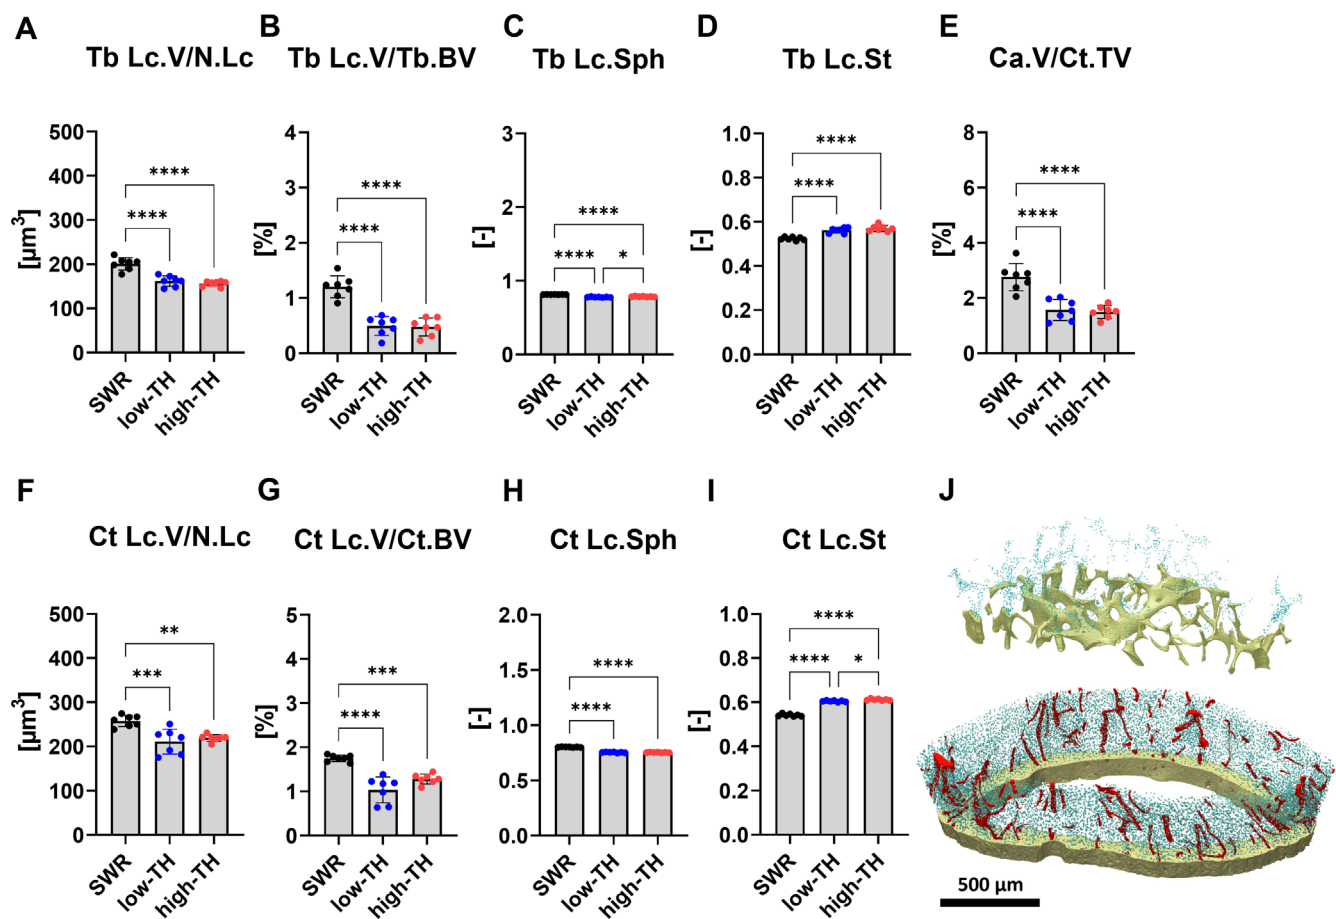 A
Tb Lc.V/N.Lc
[µm³]
500
400
300
200
100
0
****
****
SWR
low-TH
high-TH
B
Tb Lc.V/Tb.BV
[%]
4
3
2
1
0
****
****
SWR
low-TH
high-TH
C
Tb Lc.Sph
[-]
3
2
1
0
****
****
*
SWR
low-TH
high-TH
D
Tb Lc.St
[-]
1.0
0.8
0.6
0.4
0.2
0.0
****
****
SWR
low-TH
high-TH
E
Ca.V/Ct.TV
[%]
8
6
4
2
0
****
****
SWR
low-TH
high-TH
F
Ct Lc.V/N.Lc
[µm³]
500
400
300
200
100
0
**
***
SWR
low-TH
high-TH
G
Ct Lc.V/Ct.BV
[%]
5
4
3
2
1
0
***
****
SWR
low-TH
high-TH
H
Ct Lc.Sph
[-]
2.0
1.5
1.0
0.5
0.0
****
****
SWR
low-TH
high-TH
I
Ct Lc.St
[-]
1.0
0.8
0.6
0.4
0.2
0.0
****
****
*
SWR
low-TH
high-TH
J
500 µm